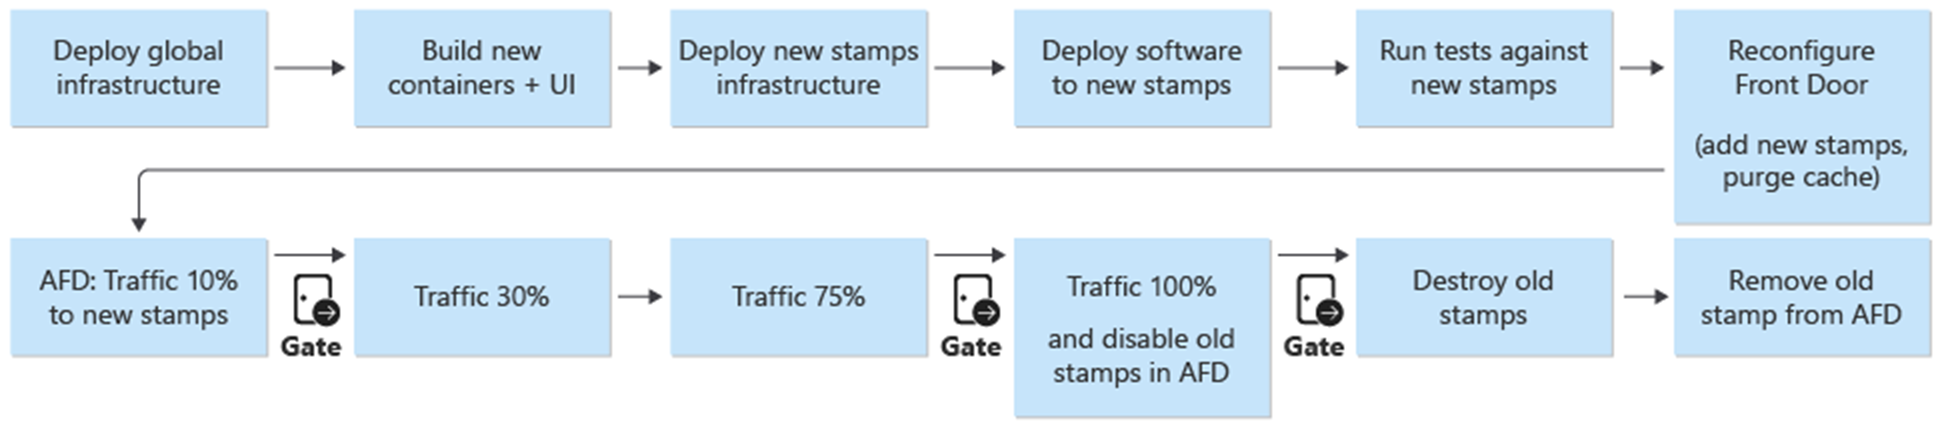 Deploy global
infrastructure
Build new
containers + UI
Deploy new stamps
infrastructure
Deploy software
to new stamps
Run tests against
new stamps
Reconfigure
Front Door
(add new stamps,
purge cache)
AFD: Traffic 10%
to new stamps
Gate
Traffic 30%
Traffic 75%
Gate
Traffic 100%
and disable old
stamps in AFD
Gate
Destroy old
stamps
Remove old
stamp from AFD